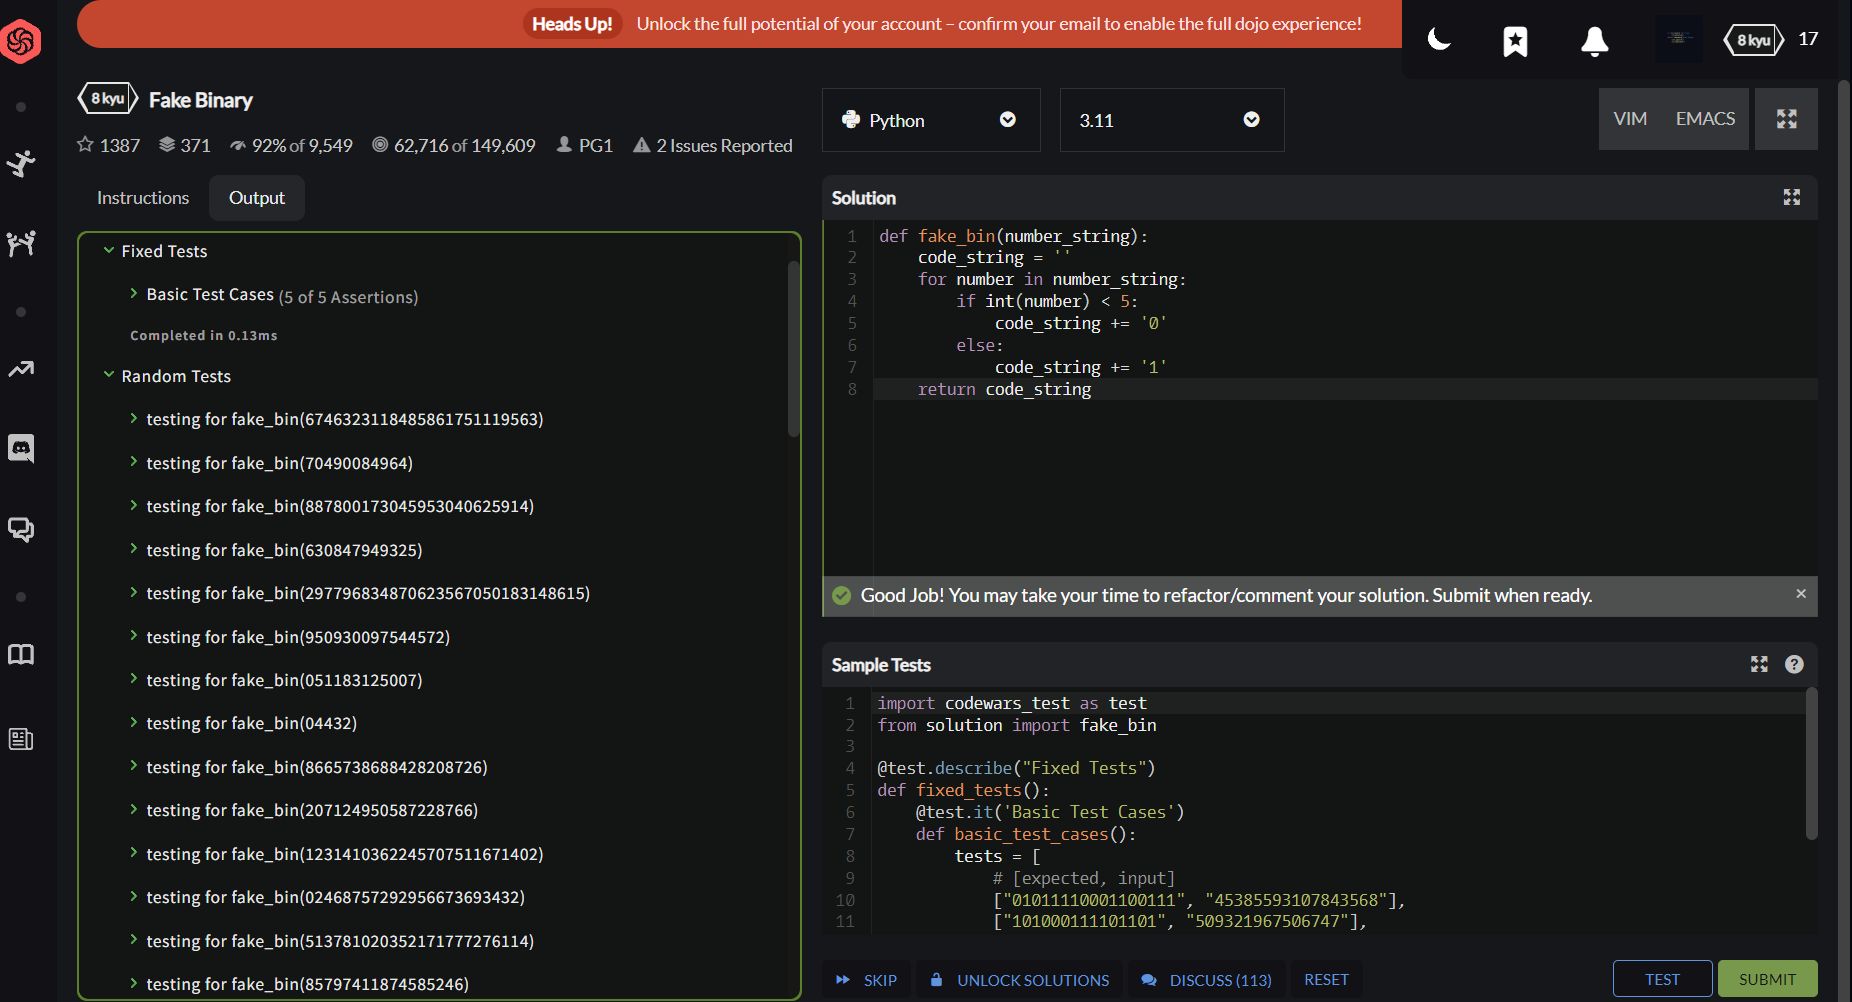 Heads Up! Unlock the full potential of your account – confirm your email to enable the full dojo experience!
8 kyu 17
8 kyu Fake Binary
1387 371 92% of 9,549 62,716 of 149,609 PG1 2 Issues Reported
Python 3.11 VIM EMACS
Instructions Output
Fixed Tests
Basic Test Cases (5 of 5 Assertions)
Completed in 0.13ms
Random Tests
testing for fake_bin(6746323118485861751119563)
testing for fake_bin(70490084964)
testing for fake_bin(887800173045953040625914)
testing for fake_bin(630847949325)
testing for fake_bin(297796834870623567050183148615)
testing for fake_bin(950930097544572)
testing for fake_bin(051183125007)
testing for fake_bin(04432)
testing for fake_bin(8665738688428208726)
testing for fake_bin(207124950587228766)
testing for fake_bin(1231410362245707511671402)
testing for fake_bin(02468757292956673693432)
testing for fake_bin(513781020352171777276114)
testing for fake_bin(85797411874585246)
Solution
1 def fake_bin(number_string):
2 code_string = ''
3 for number in number_string:
4 if int(number) < 5:
5 code_string += '0'
6 else:
7 code_string += '1'
8 return code_string
Good Job! You may take your time to refactor/comment your solution. Submit when ready. ×
Sample Tests
1 import codewars_test as test
2 from solution import fake_bin
3
4 @test.describe("Fixed Tests")
5 def fixed_tests():
6 @test.it('Basic Test Cases')
7 def basic_test_cases():
8 tests = [
9 # [expected, input]
10 ["01011110001100111", "45385593107843568"],
11 ["101000111101101", "509321967506747"],
SKIP UNLOCK SOLUTIONS DISCUSS (113) RESET TEST SUBMIT